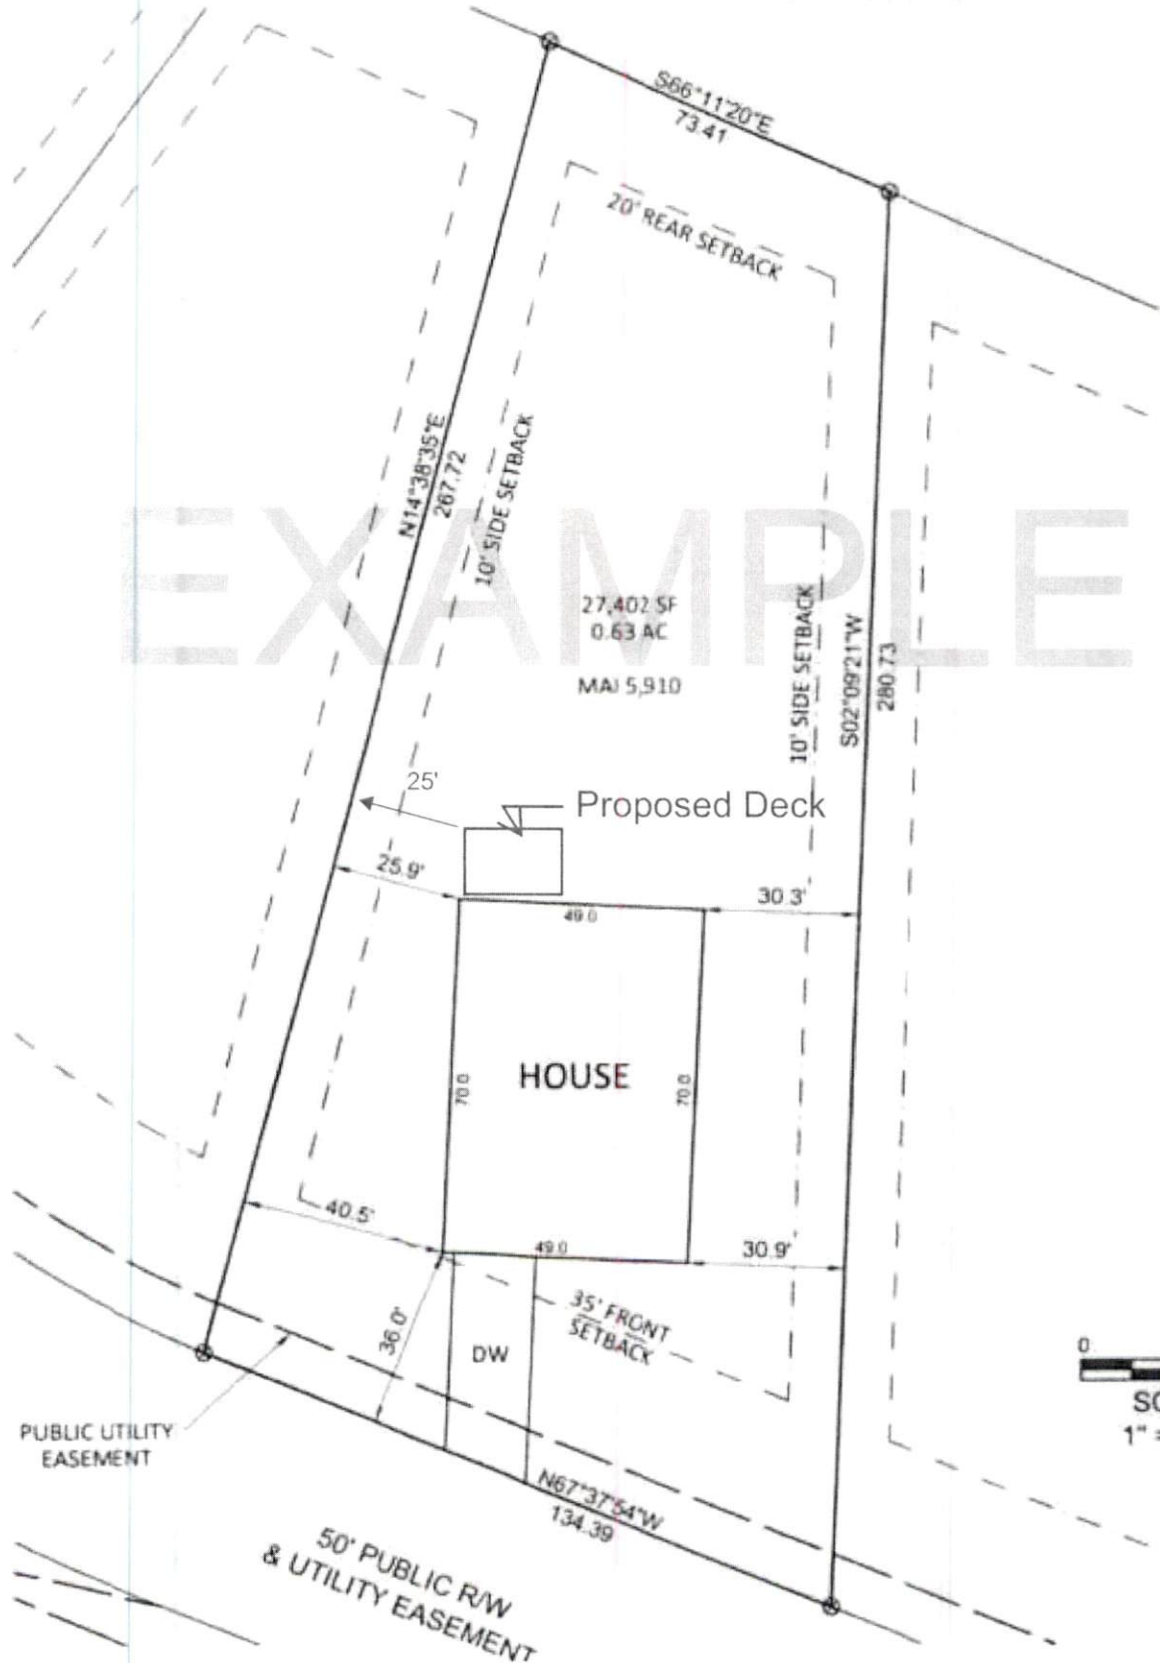 S66°11'20"E
73.41
20' REAR SETBACK
N14°38'35"E
267.72
10' SIDE SETBACK
EXAMPLE
27,402 SF
0.63 AC
MAI 5,910
10' SIDE SETBACK
S02°09'21"W
280.73
25'
Proposed Deck
25.9'
30.3'
49.0
HOUSE
70.0
70.0
40.5'
49.0
30.9'
36.0'
35' FRONT
SETBACK
DW
0
1"
PUBLIC UTILITY
EASEMENT
N67°37'54"W
134.39
50' PUBLIC R/W
& UTILITY EASEMENT